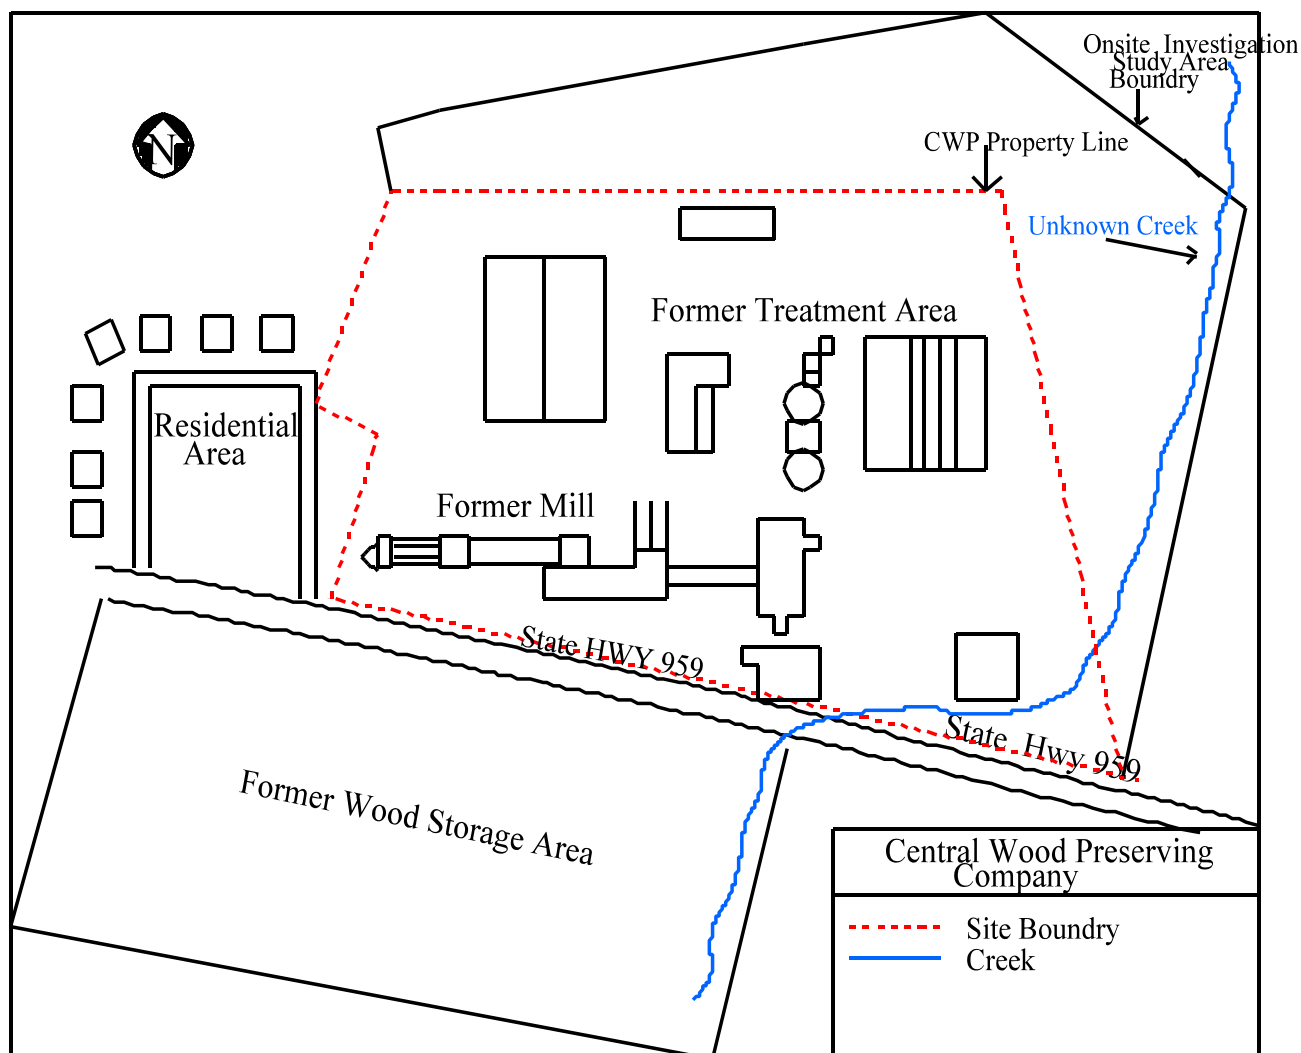 Onsite Investigation
Study Area
Boundry
N
CWP Property Line
Unknown Creek
Former Treatment Area
Residential
Area
Former Mill
State HWY 959
State Hwy 959
Former Wood Storage Area
Central Wood Preserving
Company
Site Boundry
Creek